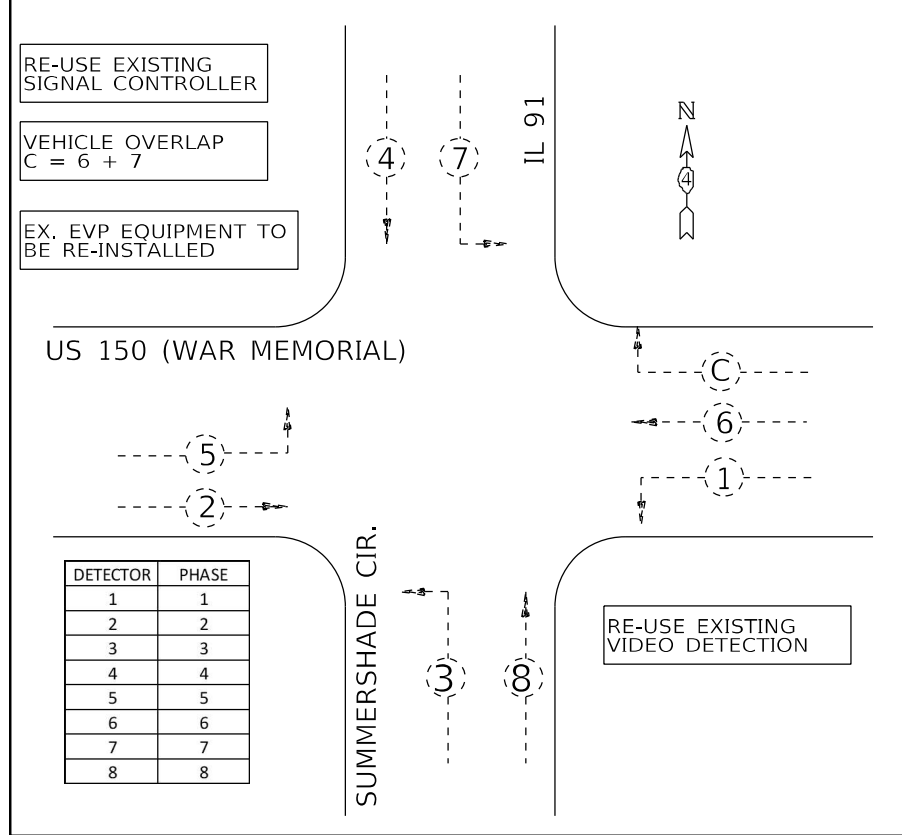 RE-USE EXISTING
SIGNAL CONTROLLER
VEHICLE OVERLAP
C = 6 + 7
EX. EVP EQUIPMENT TO
BE RE-INSTALLED
4
7
IL 91
N
4
US 150 (WAR MEMORIAL)
C
6
1
5
2
DETECTOR PHASE
1 1
2 2
3 3
4 4
5 5
6 6
7 7
8 8
SUMMERSHADE CIR.
3
8
RE-USE EXISTING
VIDEO DETECTION